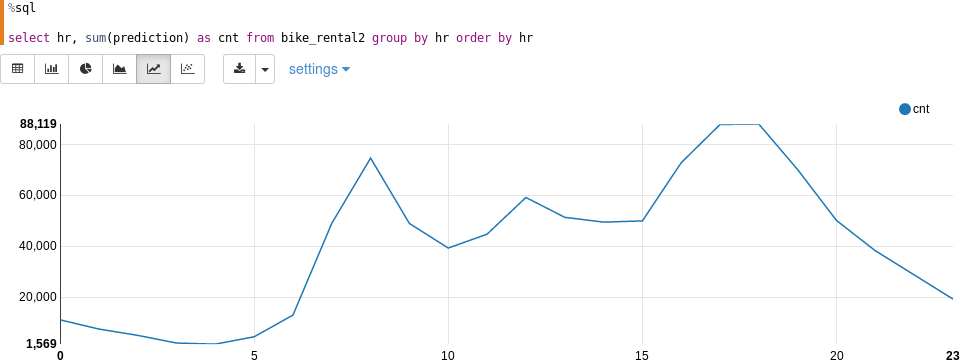 %sql
select hr, sum(prediction) as cnt from bike_rental2 group by hr order by hr
settings
cnt
88,119
80,000
60,000
40,000
20,000
1,569
0 5 10 15 20 23